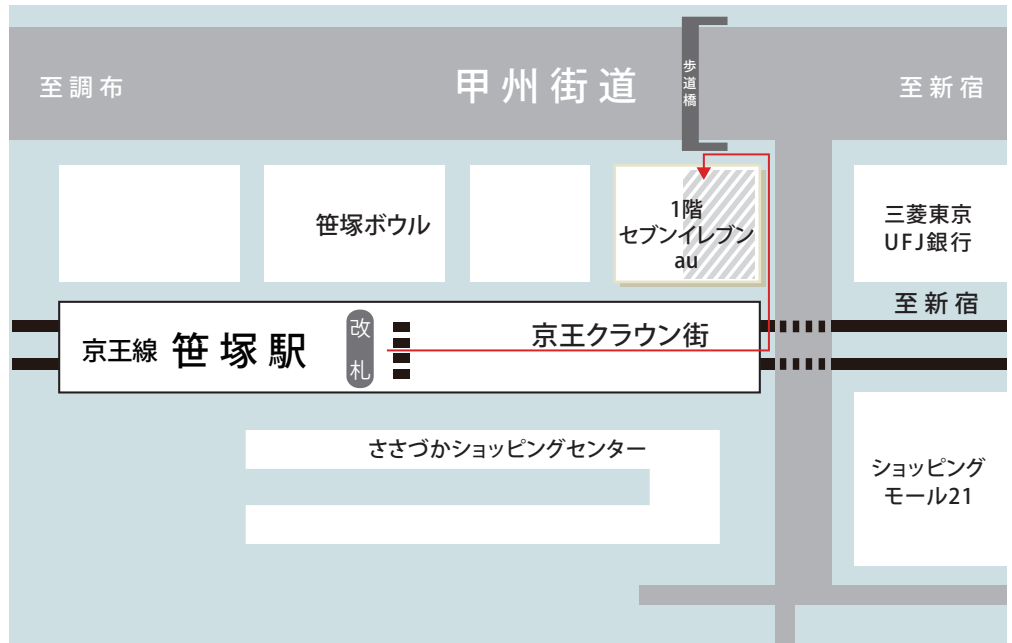 至調布
甲州街道
歩道橋
至新宿
笹塚ボウル
1階
セブンイレブン
au
三菱東京
UFJ銀行
至新宿
京王線 笹塚駅
改札
京王クラウン街
ささづかショッピングセンター
ショッピング
モール21